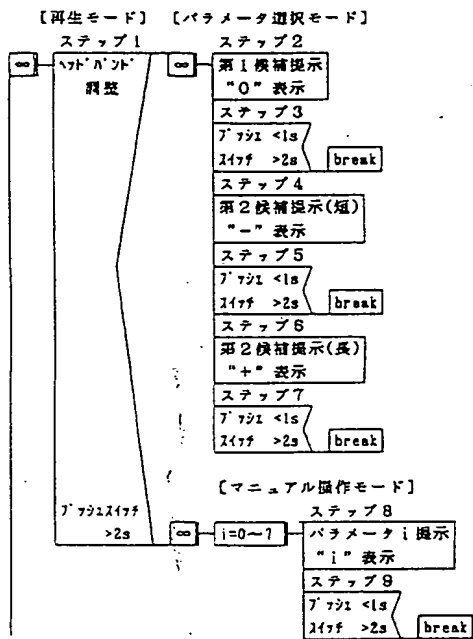 [再生モード] [パラメータ選択モード]
ステップ1
∞
ヘッドバンド
調整
∞
ステップ2
第1候補提示
"0" 表示
ステップ3
プッシュ <1s
スイッチ >2s break
ステップ4
第2候補提示(短)
"-" 表示
ステップ5
プッシュ <1s
スイッチ >2s break
ステップ6
第2候補提示(長)
"+" 表示
ステップ7
プッシュ <1s
スイッチ >2s break
プッシュスイッチ
>2s
[マニュアル操作モード]
∞ i=0~7
ステップ8
パラメータi提示
"i" 表示
ステップ9
プッシュ <1s
スイッチ >2s break